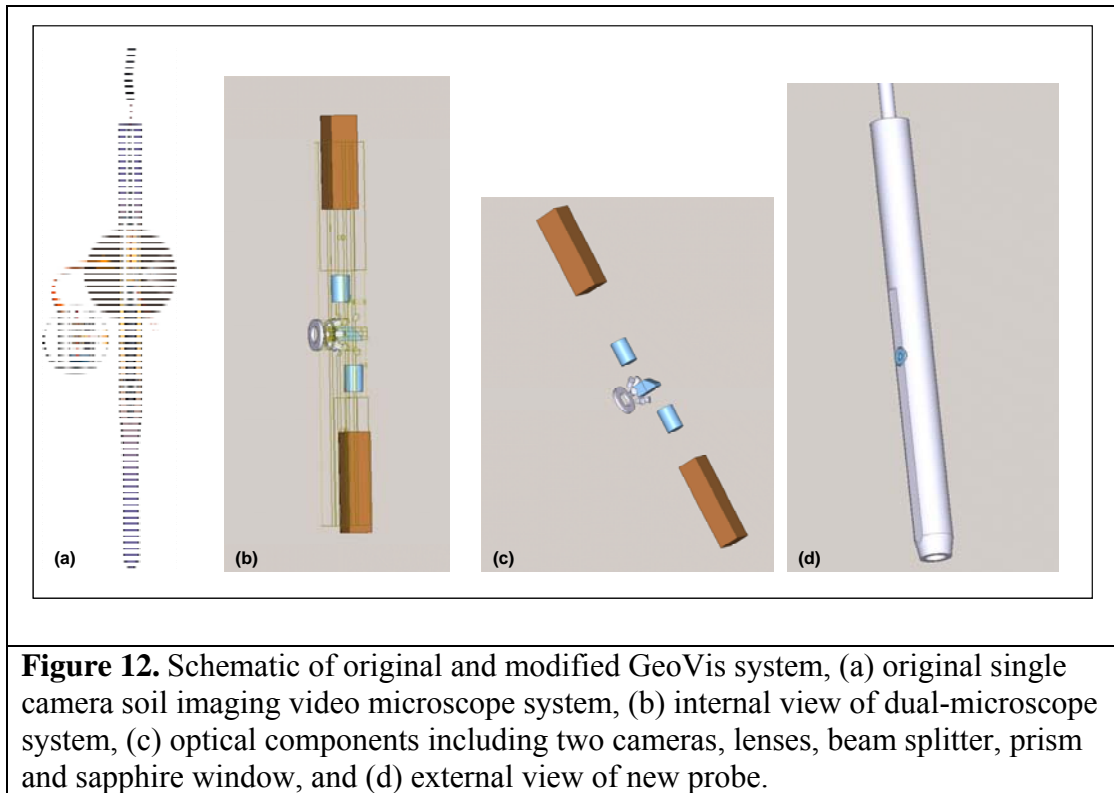 (a)
(b)
(c)
(d)
Figure 12. Schematic of original and modified GeoVis system, (a) original single
camera soil imaging video microscope system, (b) internal view of dual-microscope
system, (c) optical components including two cameras, lenses, beam splitter, prism
and sapphire window, and (d) external view of new probe.